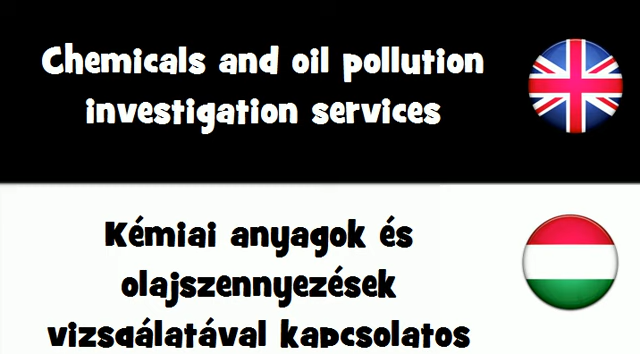 Chemicals and oil pollution
investigation services
Kémiai anyagok és
olajszennyezések
vizsgálatával kapcsolatos